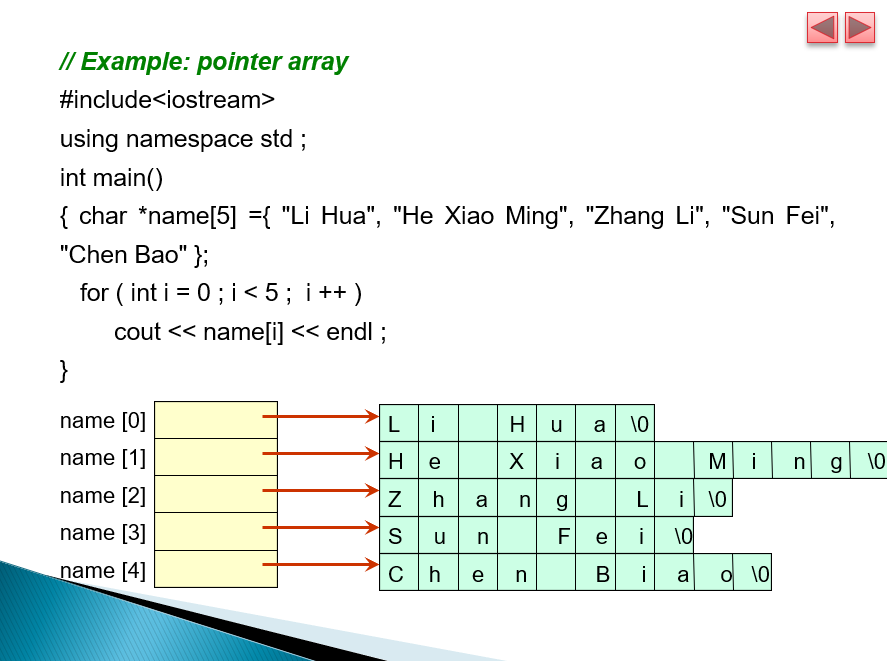 // Example: pointer array
#include<iostream>
using namespace std ;
int main()
{ char *name[5] ={ "Li Hua", "He Xiao Ming", "Zhang Li", "Sun Fei",
"Chen Bao" };
for ( int i = 0 ; i < 5 ; i ++ )
cout << name[i] << endl ;
}
name [0] L i H u a \0
name [1] H e X i a o M i n g \0
name [2] Z h a n g L i \0
name [3] S u n F e i \0
name [4] C h e n B i a o \0